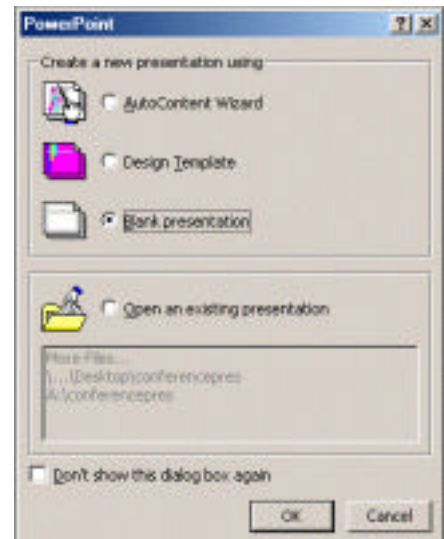 PowerPoint
Create a new presentation using
AutoContent Wizard
Design Template
Blank presentation
Open an existing presentation
More Files...
\...\Desktop\conferencepres
A:\conferencepres
Don't show this dialog box again
OK Cancel